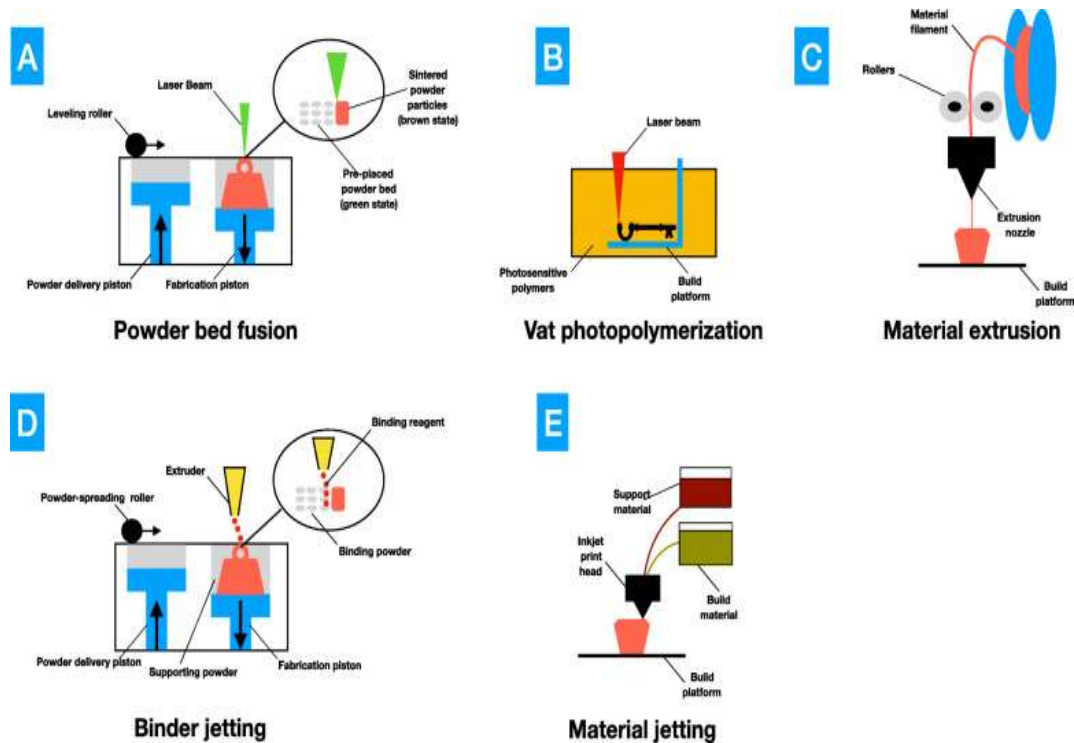 A
Laser Beam
Leveling roller
Sintered
powder
particles
(brown state)
Pre-placed
powder bed
(green state)
Powder delivery piston
Fabrication piston
Powder bed fusion
B
Laser beam
Photosensitive
polymers
Build
platform
Vat photopolymerization
C
Material
filament
Rollers
Extrusion
nozzle
Build
platform
Material extrusion
D
Binding reagent
Extruder
Powder-spreading roller
Binding powder
Powder delivery piston
Supporting powder
Fabrication piston
Binder jetting
E
Support
material
Inkjet
print
head
Build
material
Build
platform
Material jetting